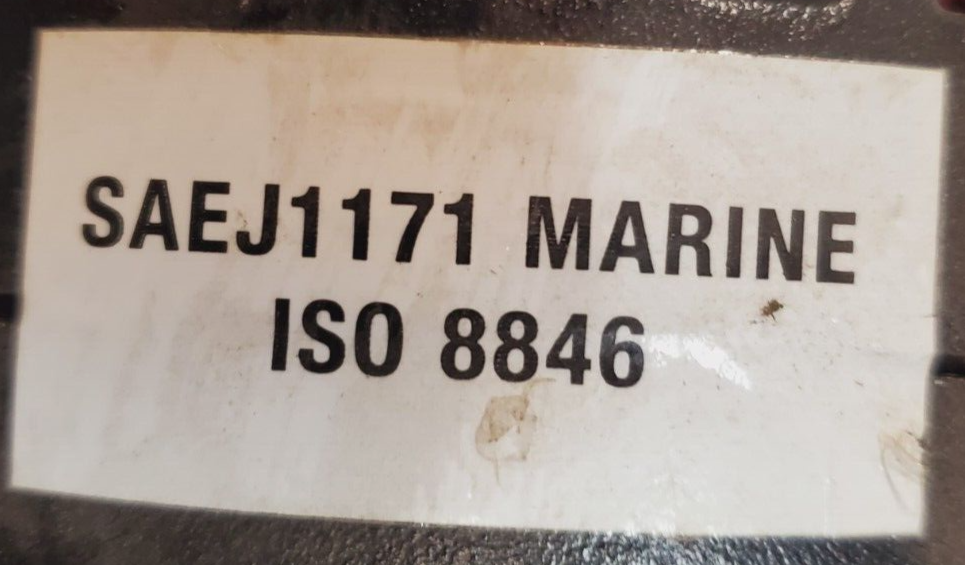 SAEJ1171 MARINE
ISO 8846